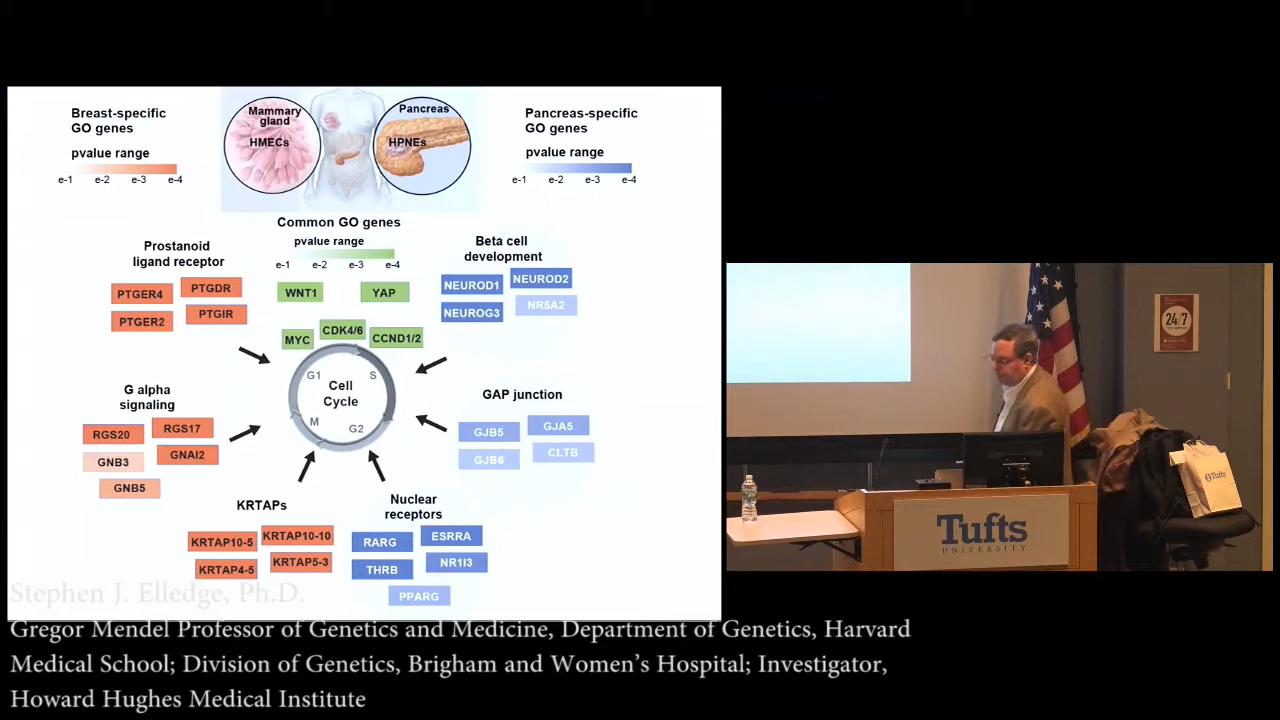 Breast-specific
GO genes
pvalue range
e-1 e-2 e-3 e-4
Mammary
gland
HMECs
Pancreas
HPNEs
Pancreas-specific
GO genes
pvalue range
e-1 e-2 e-3 e-4
Common GO genes
pvalue range
e-1 e-2 e-3 e-4
WNT1 YAP
MYC CDK4/6 CCND1/2
Prostanoid
ligand receptor
PTGER4 PTGDR
PTGER2 PTGIR
Beta cell
development
NEUROD1 NEUROD2
NEUROG3 NR5A2
G1 S
Cell
Cycle
M G2
G alpha
signaling
RGS20 RGS17
GNB3 GNAI2
GNB5
GAP junction
GJB5 GJA5
GJB6 CLTB
KRTAPs
KRTAP10-5 KRTAP10-10
KRTAP4-5 KRTAP5-3
Nuclear
receptors
RARG ESRRA
THRB NR1I3
PPARG
24/7
Tufts
Tufts
UNIVERSITY
Stephen J. Elledge, Ph.D.
Gregor Mendel Professor of Genetics and Medicine, Department of Genetics, Harvard
Medical School; Division of Genetics, Brigham and Women's Hospital; Investigator,
Howard Hughes Medical Institute